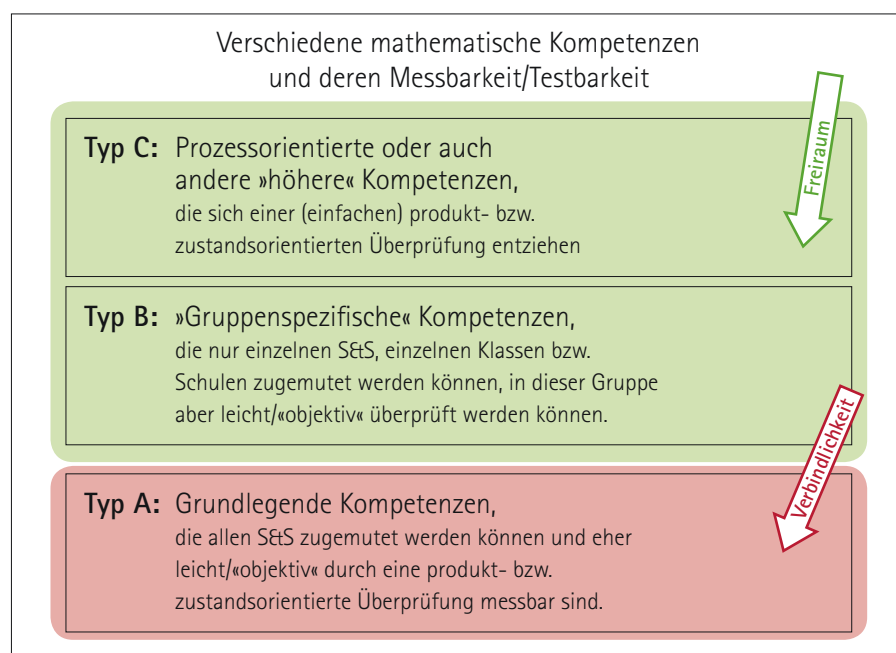 Verschiedene mathematische Kompetenzen
und deren Messbarkeit/Testbarkeit
Freiraum
Typ C: Prozessorientierte oder auch
andere »höhere« Kompetenzen,
die sich einer (einfachen) produkt- bzw.
zustandsorientierten Überprüfung entziehen
Typ B: »Gruppenspezifische« Kompetenzen,
die nur einzelnen S&S, einzelnen Klassen bzw.
Schulen zugemutet werden können, in dieser Gruppe
aber leicht/«objektiv« überprüft werden können.
Verbindlichkeit
Typ A: Grundlegende Kompetenzen,
die allen S&S zugemutet werden können und eher
leicht/«objektiv« durch eine produkt- bzw.
zustandsorientierte Überprüfung messbar sind.